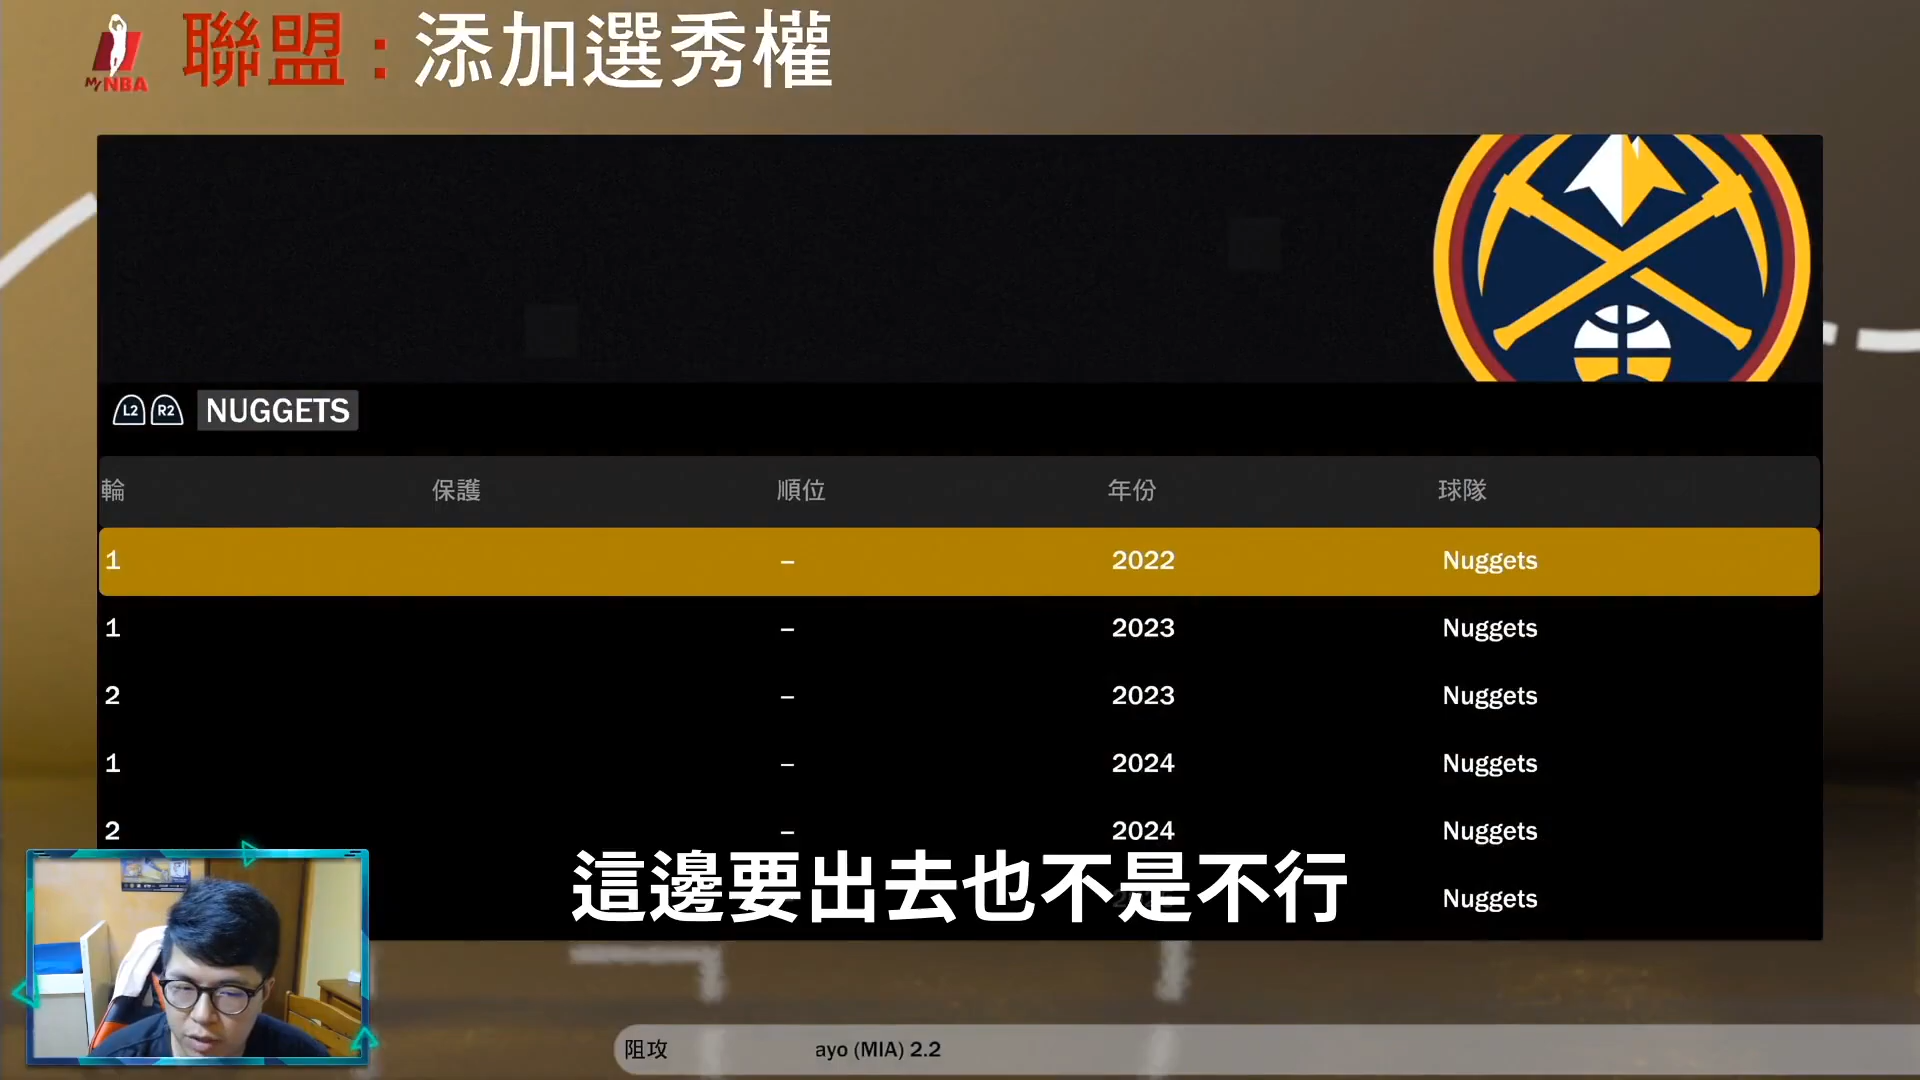 My NBA 聯盟：添加選秀權
L2 R2 NUGGETS
輪 保護 順位 年份 球隊
1 – 2022 Nuggets
1 – 2023 Nuggets
2 – 2023 Nuggets
1 – 2024 Nuggets
2 – 2024 Nuggets
Nuggets
這邊要出去也不是不行
阻攻 ayo (MIA) 2.2